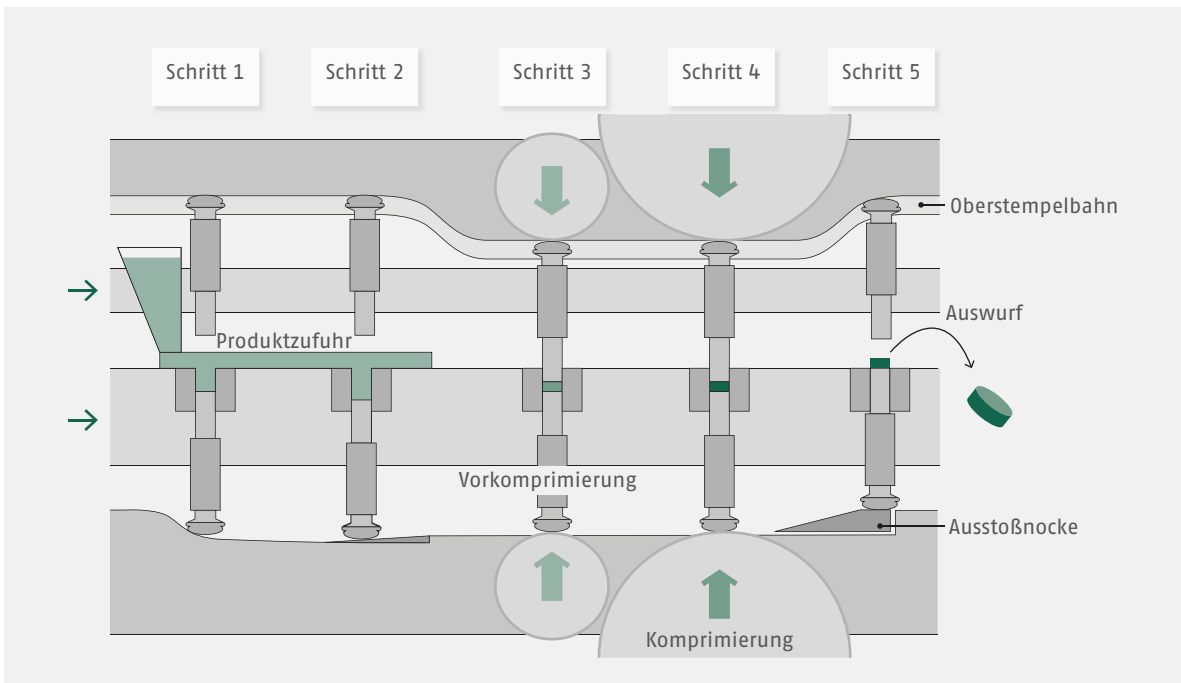 Schritt 1
Schritt 2
Schritt 3
Schritt 4
Schritt 5
Oberstempelbahn
Auswurf
Produktzufuhr
Vorkomprimierung
Ausstoßnocke
Komprimierung